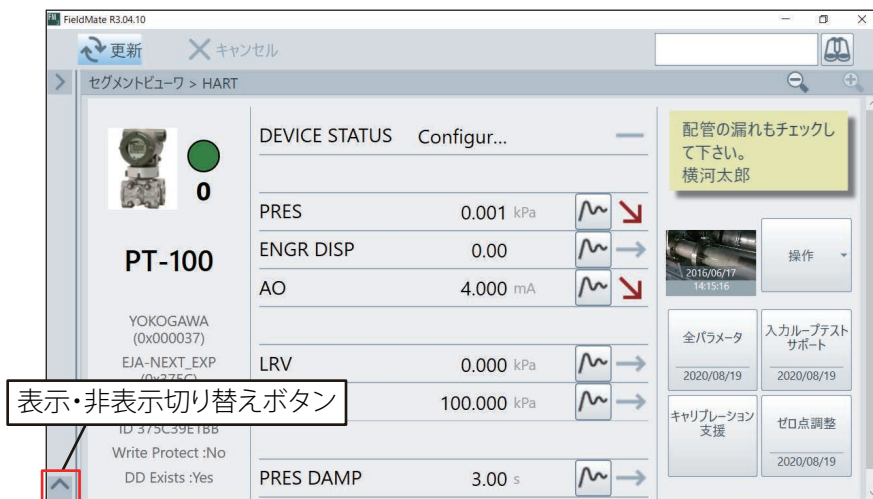 FieldMate R3.04.10
更新
キャンセル
セグメントビューワ > HART
0
PT-100
YOKOGAWA
(0x000037)
EJA-NEXT_EXP
ID 375C39E1BB
Write Protect :No
DD Exists :Yes
DEVICE STATUS Configur...
PRES 0.001 kPa
ENGR DISP 0.00
AO 4.000 mA
LRV 0.000 kPa
100.000 kPa
PRES DAMP 3.00 s
配管の漏れもチェックし
て下さい。
横河太郎
2016/06/17
14:15:16
操作
全パラメータ
2020/08/19
入力ループテスト
サポート
2020/08/19
キャリブレーション
支援
ゼロ点調整
2020/08/19
表示・非表示切り替えボタン